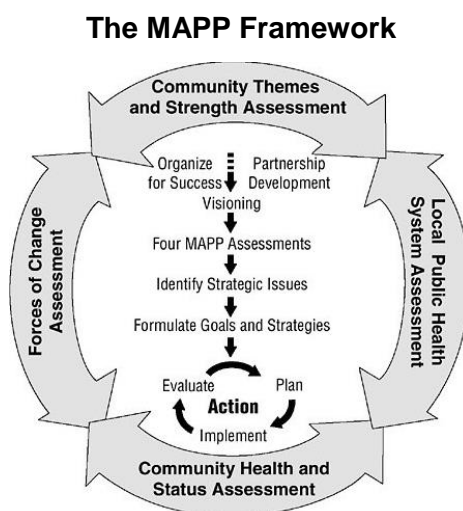 The MAPP Framework
Community Themes
and Strength Assessment
Organize
for Success
Partnership
Development
Visioning
Four MAPP Assessments
Identify Strategic Issues
Formulate Goals and Strategies
Evaluate
Plan
Action
Implement
Forces of Change
Assessment
Local Public Health
System Assessment
Community Health and
Status Assessment